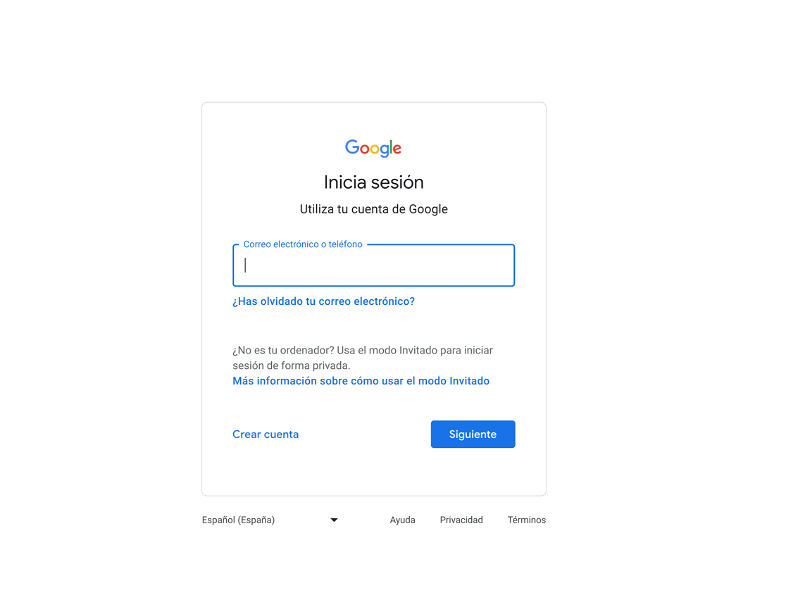 Google
Inicia sesión
Utiliza tu cuenta de Google
Correo electrónico o teléfono
¿Has olvidado tu correo electrónico?
¿No es tu ordenador? Usa el modo Invitado para iniciar
sesión de forma privada.
Más información sobre cómo usar el modo Invitado
Crear cuenta
Siguiente
Español (España)
Ayuda
Privacidad
Términos